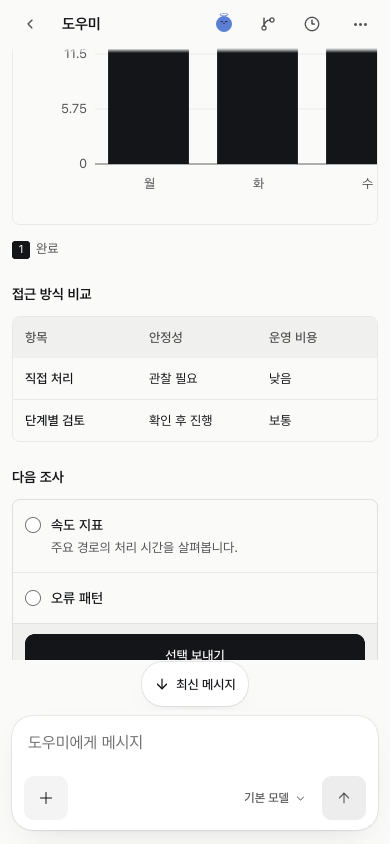 도우미
11.5
5.75
0
월
화
수
1 완료
접근 방식 비교
항목 안정성 운영 비용
직접 처리 관찰 필요 낮음
단계별 검토 확인 후 진행 보통
다음 조사
속도 지표
주요 경로의 처리 시간을 살펴봅니다.
오류 패턴
선택 보내기
최신 메시지
도우미에게 메시지
기본 모델